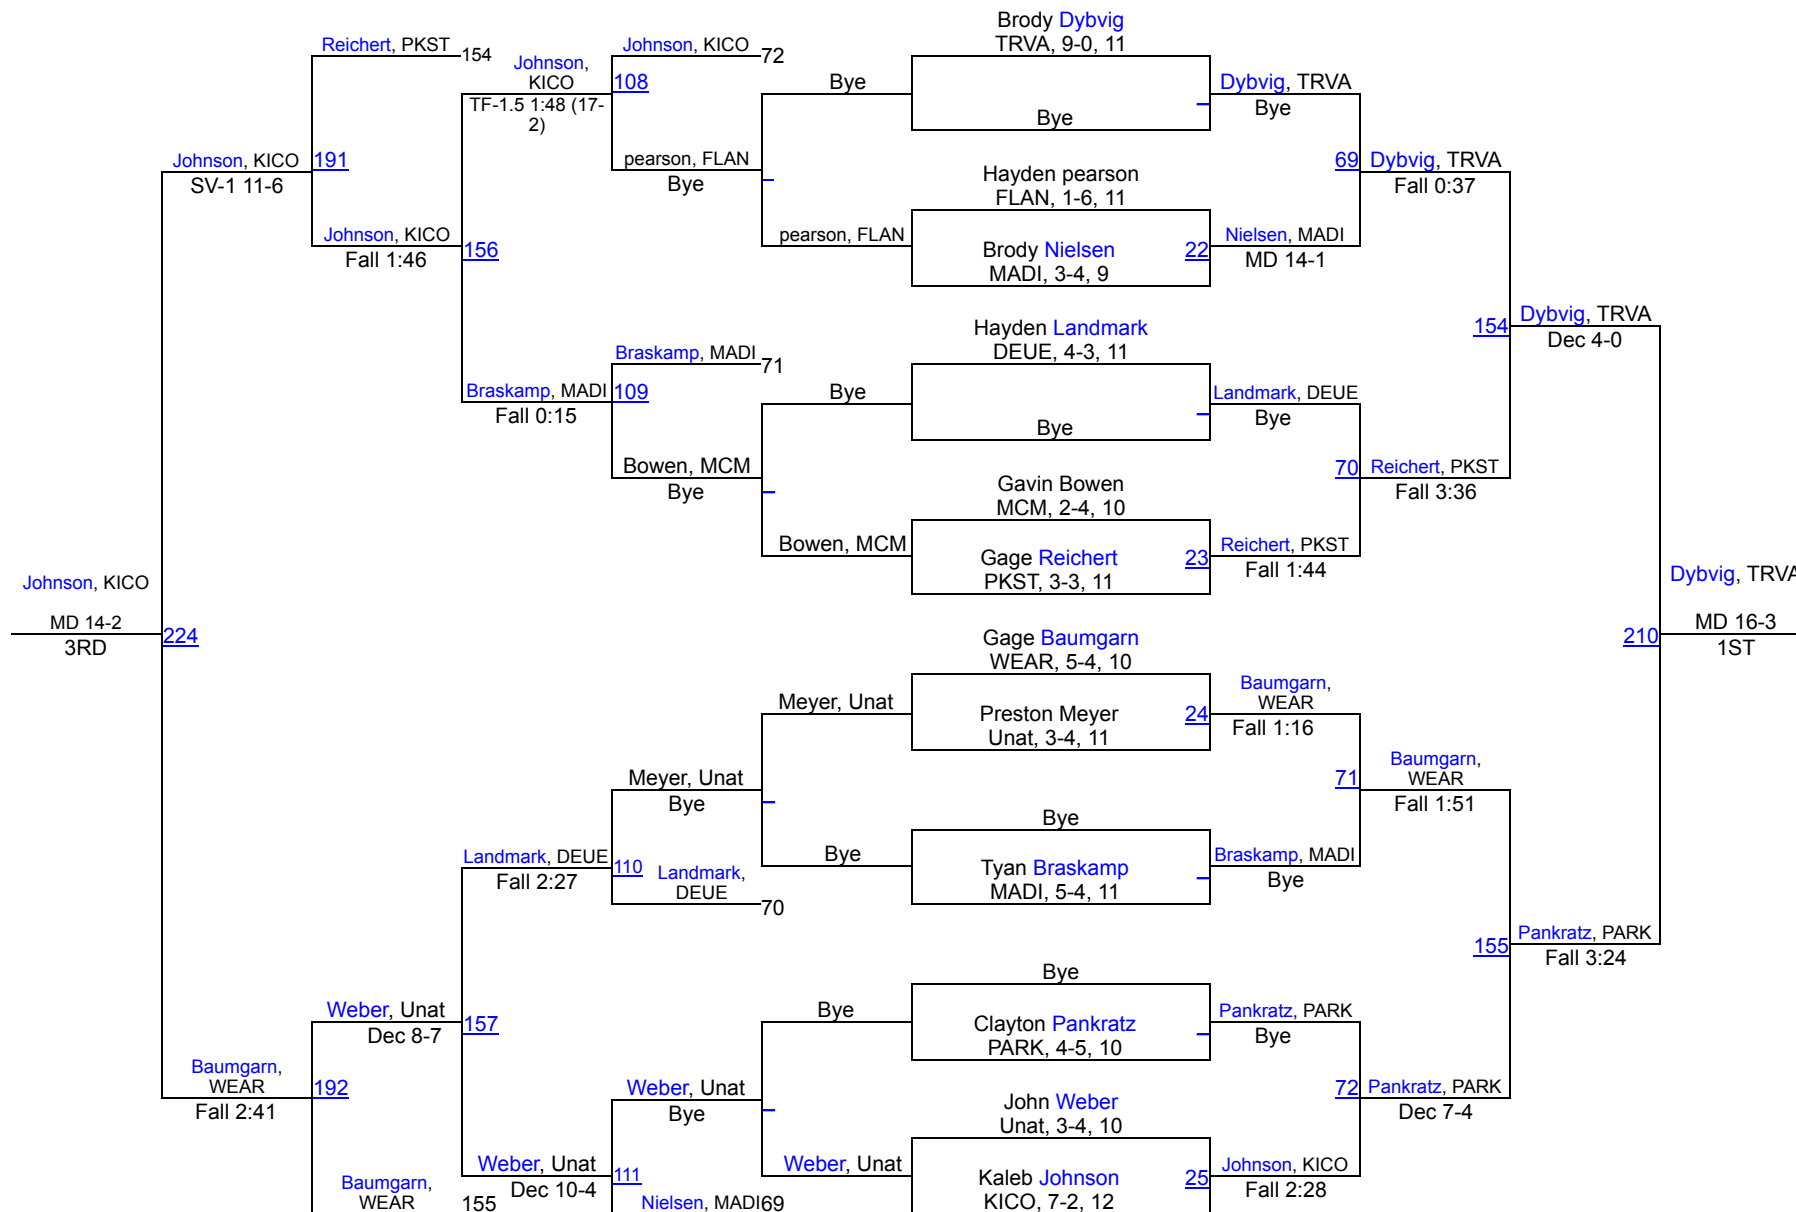 Brody Dybvig
TRVA, 9-0, 11
Reichert, PKST
154
Johnson,
KICO
TF-1.5 1:48 (17-
2)
Johnson, KICO
72
108
Bye
Bye
Dybvig, TRVA
Bye
Johnson, KICO
SV-1 11-6
191
pearson, FLAN
Bye
Hayden pearson
FLAN, 1-6, 11
69
Dybvig, TRVA
Fall 0:37
Johnson, KICO
Fall 1:46
156
pearson, FLAN
Brody Nielsen
MADI, 3-4, 9
22
Nielsen, MADI
MD 14-1
Hayden Landmark
DEUE, 4-3, 11
154
Dybvig, TRVA
Dec 4-0
Braskamp, MADI
71
Braskamp, MADI
Fall 0:15
109
Bye
Bye
Landmark, DEUE
Bye
Bowen, MCM
Bye
Gavin Bowen
MCM, 2-4, 10
70
Reichert, PKST
Fall 3:36
Bowen, MCM
Gage Reichert
PKST, 3-3, 11
23
Reichert, PKST
Fall 1:44
Johnson, KICO
MD 14-2
3RD
224
Dybvig, TRVA
MD 16-3
1ST
210
Gage Baumgarn
WEAR, 5-4, 10
Meyer, Unat
Preston Meyer
Unat, 3-4, 11
24
Baumgarn,
WEAR
Fall 1:16
Meyer, Unat
Bye
71
Baumgarn,
WEAR
Fall 1:51
Bye
Landmark, DEUE
Fall 2:27
110
Landmark,
DEUE
70
Bye
Tyan Braskamp
MADI, 5-4, 11
Braskamp, MADI
Bye
155
Pankratz, PARK
Fall 3:24
Bye
Weber, Unat
Dec 8-7
157
Bye
Clayton Pankratz
PARK, 4-5, 10
Pankratz, PARK
Bye
Baumgarn,
WEAR
Fall 2:41
192
Weber, Unat
Bye
John Weber
Unat, 3-4, 10
72
Pankratz, PARK
Dec 7-4
Weber, Unat
Dec 10-4
111
Weber, Unat
Kaleb Johnson
KICO, 7-2, 12
25
Johnson, KICO
Fall 2:28
Baumgarn,
WEAR
155
Nielsen, MADI
69